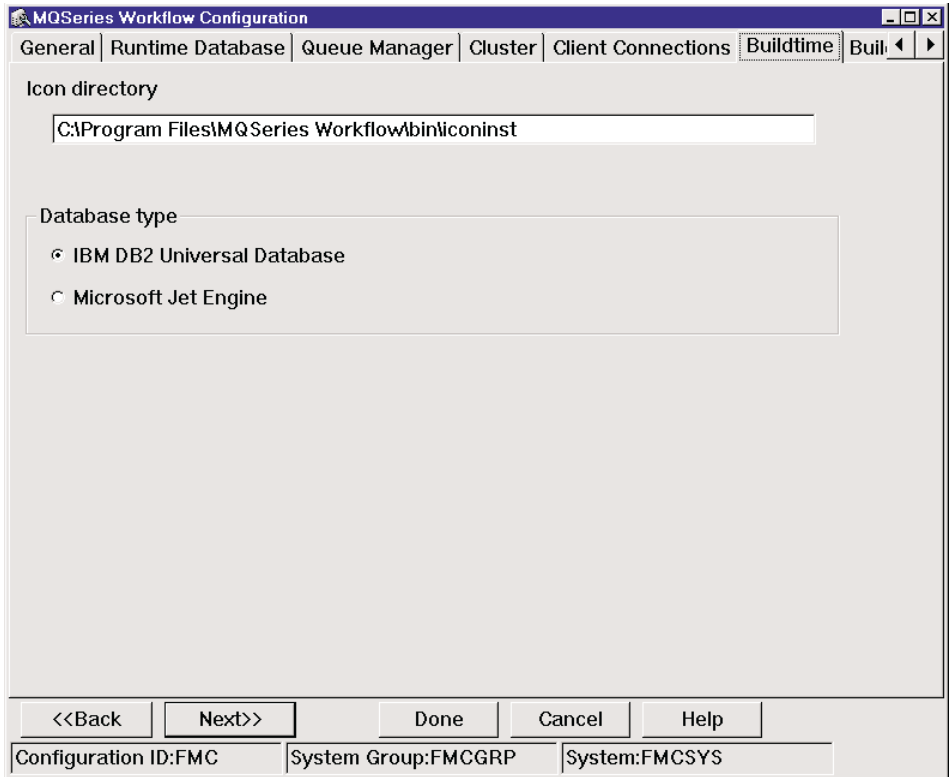 MQSeries Workflow Configuration
General Runtime Database Queue Manager Cluster Client Connections Buildtime Buil
Icon directory
C:\Program Files\MQSeries Workflow\bin\iconinst
Database type
IBM DB2 Universal Database
Microsoft Jet Engine
<<Back Next>> Done Cancel Help
Configuration ID:FMC System Group:FMCGRP System:FMCSYS